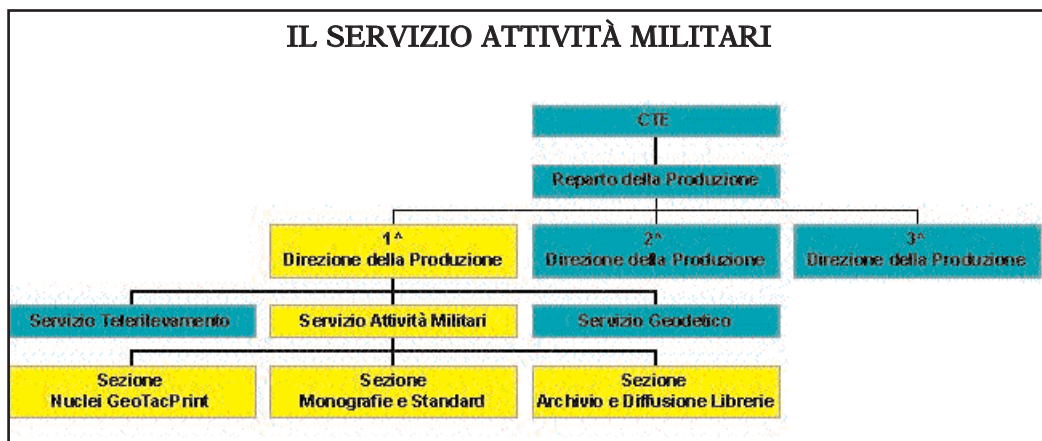 IL SERVIZIO ATTIVITÀ MILITARI
CTE
Reparto della Produzione
1^
Direzione della Produzione
2^
Direzione della Produzione
3^
Direzione della Produzione
Servizio Telerilevamento
Servizio Attività Militari
Servizio Geodetico
Sezione
Nuclei GeoTacPrint
Sezione
Monografie e Standard
Sezione
Archivio e Diffusione Librerie